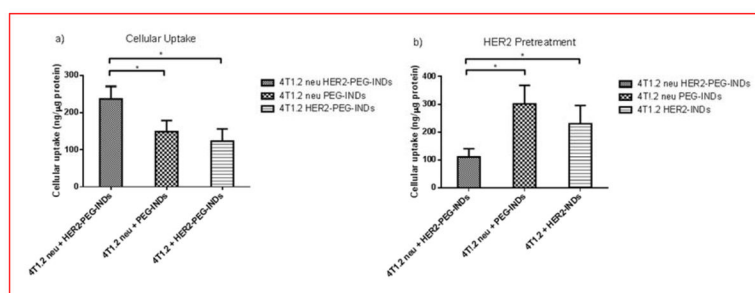 a) Cellular Uptake
*
*
Cellular uptake (ng/µg protein)
300
200
100
0
4T1.2 neu + HER2-PEG-INDs
4T1.2 neu + PEG-INDs
4T1.2 + HER2-PEG-INDs
4T1.2 neu HER2-PEG-INDs
4T1.2 neu PEG-INDs
4T1.2 HER2-PEG-INDs
b) HER2 Pretreatment
*
*
Cellular uptake (ng/µg protein)
400
300
200
100
0
4T1.2 neu + HER2-PEG-INDs
4T!.2 neu + PEG-INDs
4T1.2 + HER2-INDs
4T1.2 neu HER2-PEG-INDs
4T!.2 neu PEG-INDs
4T1.2 HER2-INDs